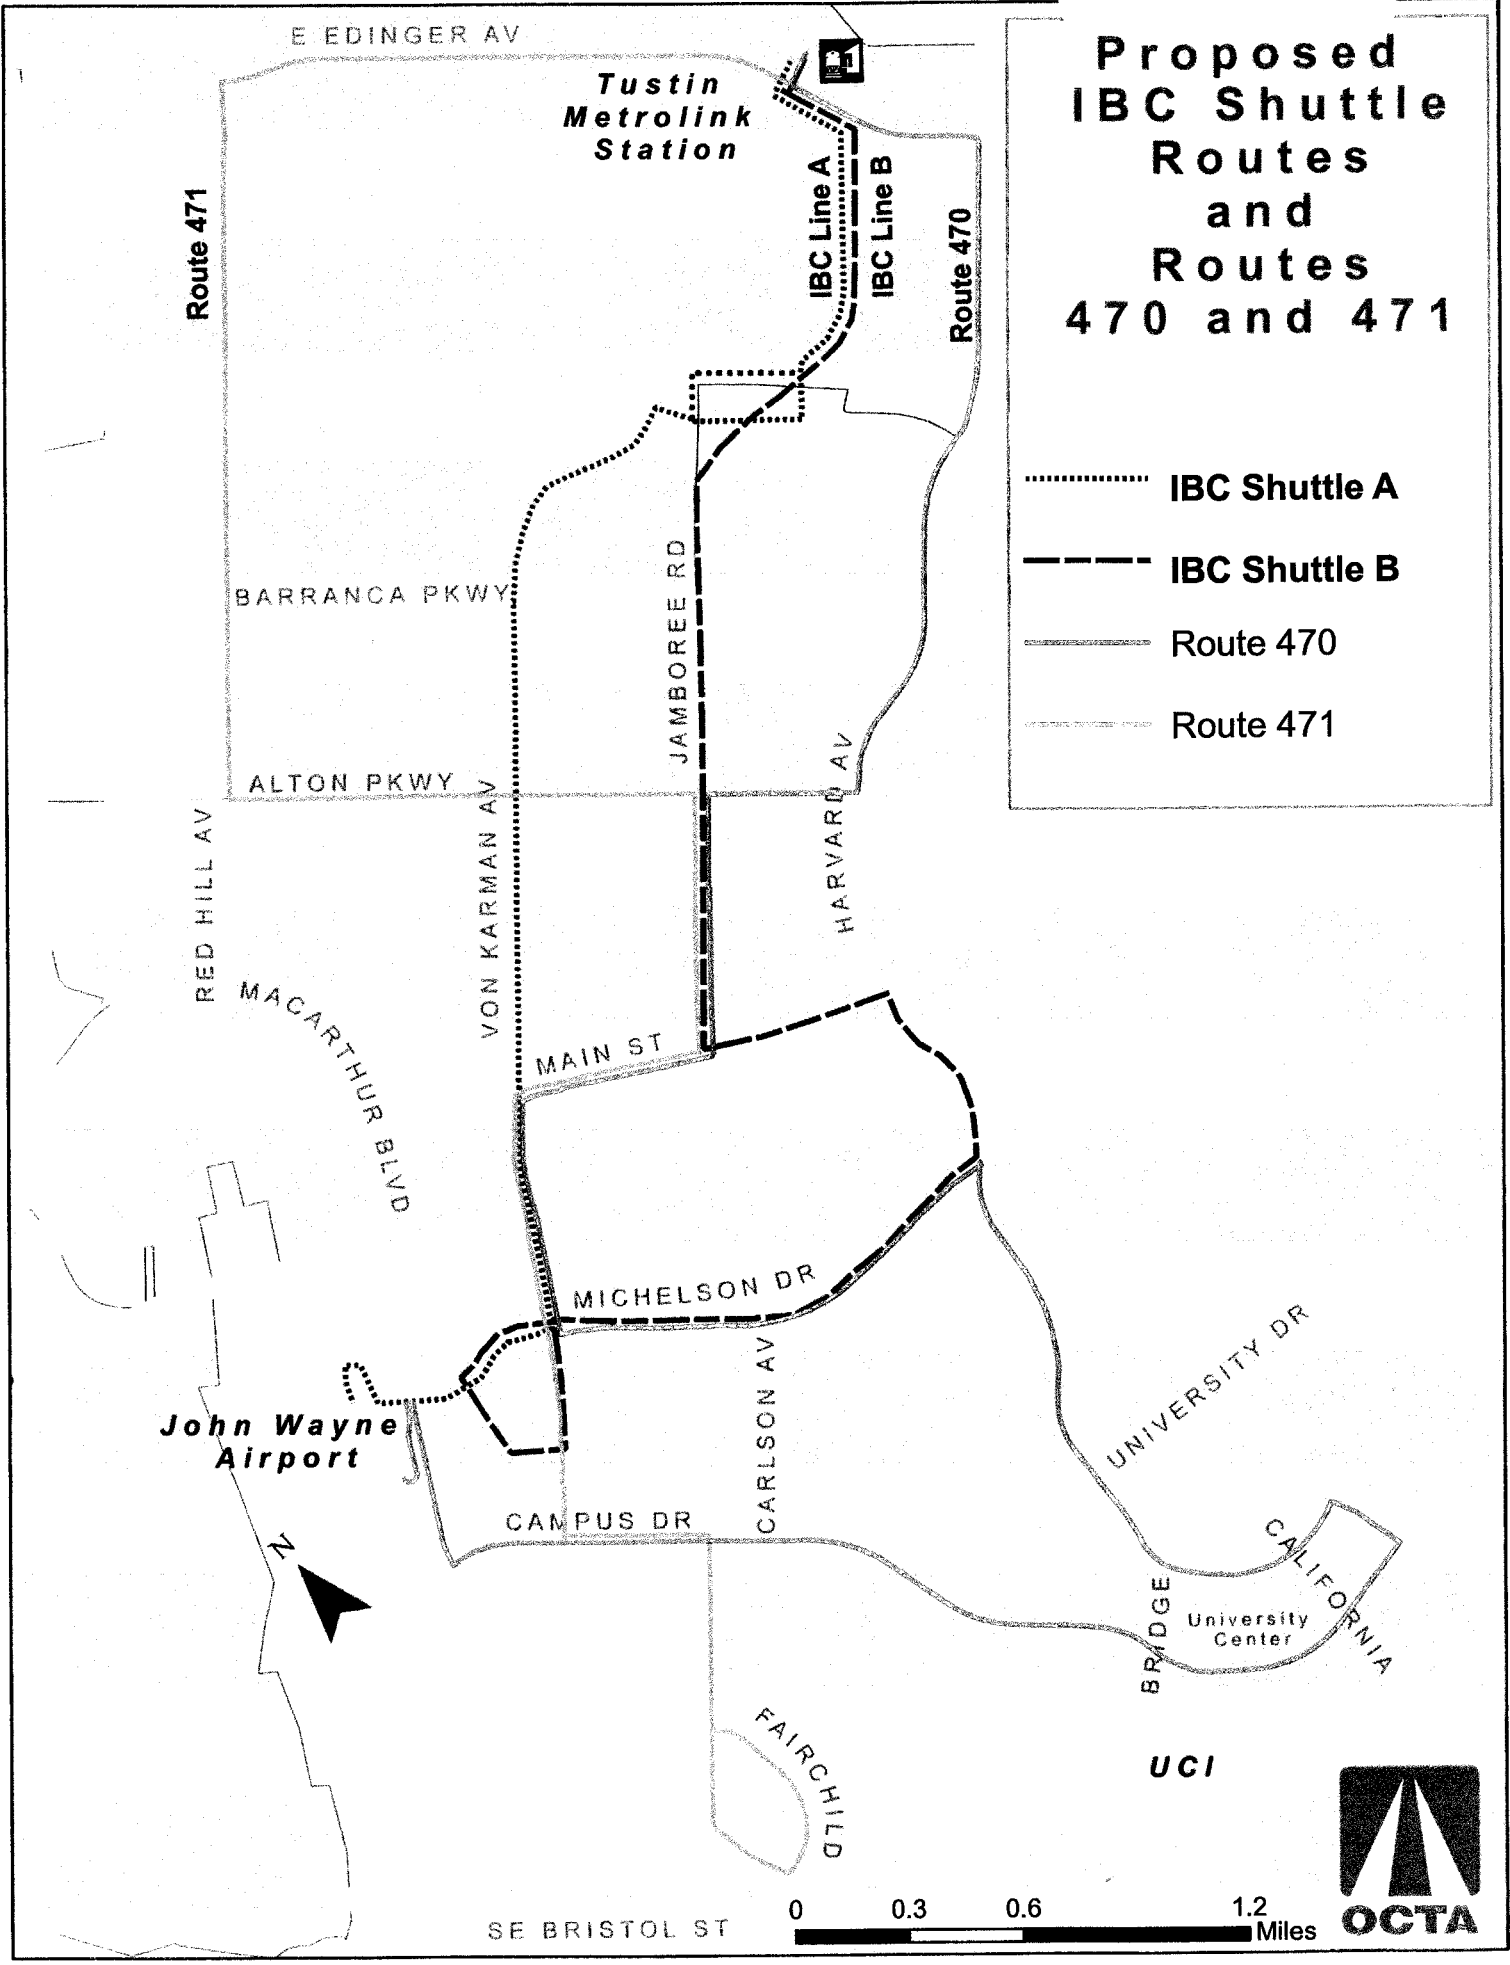 E EDINGER AV
Tustin
Metrolink
Station
Proposed
IBC Shuttle
Routes
and
Routes
470 and 471
Route 471
IBC Line A
IBC Line B
Route 470
IBC Shuttle A
IBC Shuttle B
Route 470
Route 471
BARRANCA PKWY
JAMBOREE RD
ALTON PKWY
HARVARD AV
RED HILL AV
VON KARMAN AV
MACARTHUR BLVD
MAIN ST
MICHELSON DR
UNIVERSITY DR
CARLSON AV
John Wayne
Airport
CAMPUS DR
N
CALIFORNIA
BRIDGE
University
Center
FAIRCHILD
UCI
SE BRISTOL ST
0 0.3 0.6 1.2
Miles
OCTA